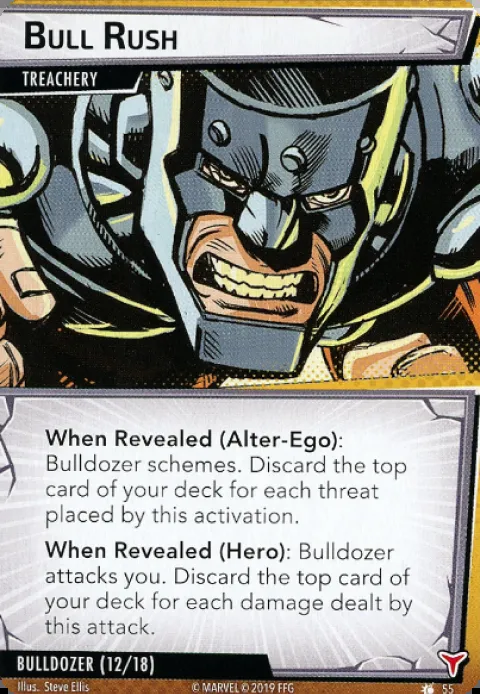 BULL RUSH
TREACHERY
When Revealed (Alter-Ego):
Bulldozer schemes. Discard the top
card of your deck for each threat
placed by this activation.
When Revealed (Hero): Bulldozer
attacks you. Discard the top card of
your deck for each damage dealt by
this attack.
BULLDOZER (12/18)
Illus. Steve Ellis
© MARVEL © 2019 FFG
55